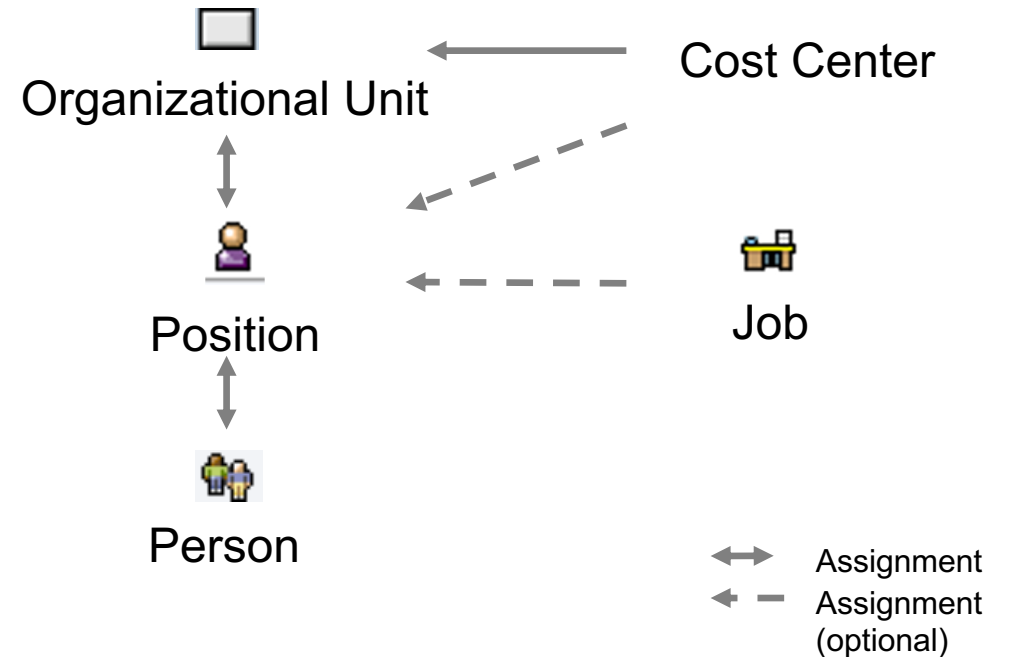 Cost Center
Organizational Unit
Job
Position
Person
Assignment
Assignment
(optional)